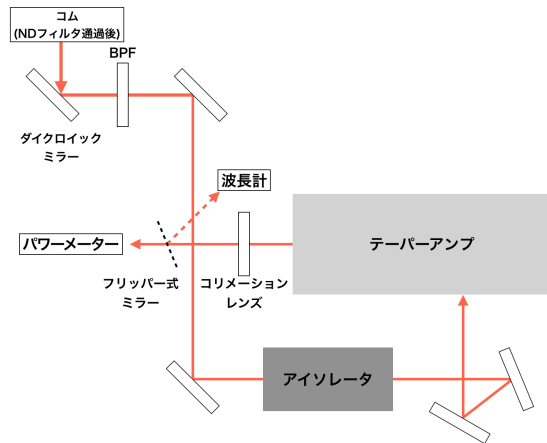 コム
(NDフィルタ通過後)
BPF
ダイクロイック
ミラー
波長計
パワーメーター
テーパーアンプ
フリッパー式
ミラー
コリメーション
レンズ
アイソレータ